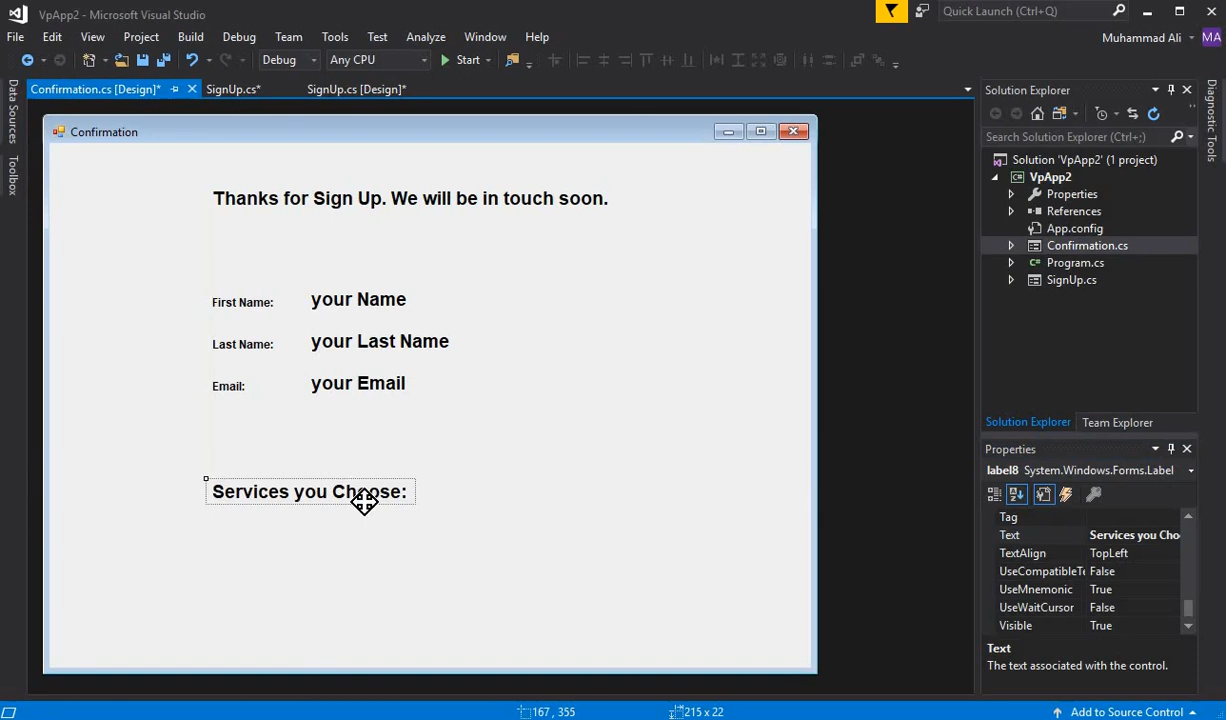 VpApp2 - Microsoft Visual Studio
Quick Launch (Ctrl+Q)
File Edit View Project Build Debug Team Tools Test Analyze Window Help
Muhammad Ali MA
Debug Any CPU Start
Confirmation.cs [Design]* SignUp.cs* SignUp.cs [Design]*
Data Sources
Toolbox
Confirmation
Thanks for Sign Up. We will be in touch soon.
First Name: your Name
Last Name: your Last Name
Email: your Email
Services you Choose:
Solution Explorer
Search Solution Explorer (Ctrl+;)
Solution 'VpApp2' (1 project)
VpApp2
Properties
References
App.config
Confirmation.cs
Program.cs
SignUp.cs
Solution Explorer Team Explorer
Properties
label8 System.Windows.Forms.Label
Tag
Text Services you Cho
TextAlign TopLeft
UseCompatibleTe False
UseMnemonic True
UseWaitCursor False
Visible True
Text
The text associated with the control.
Diagnostic Tools
167 , 355 215 x 22 Add to Source Control